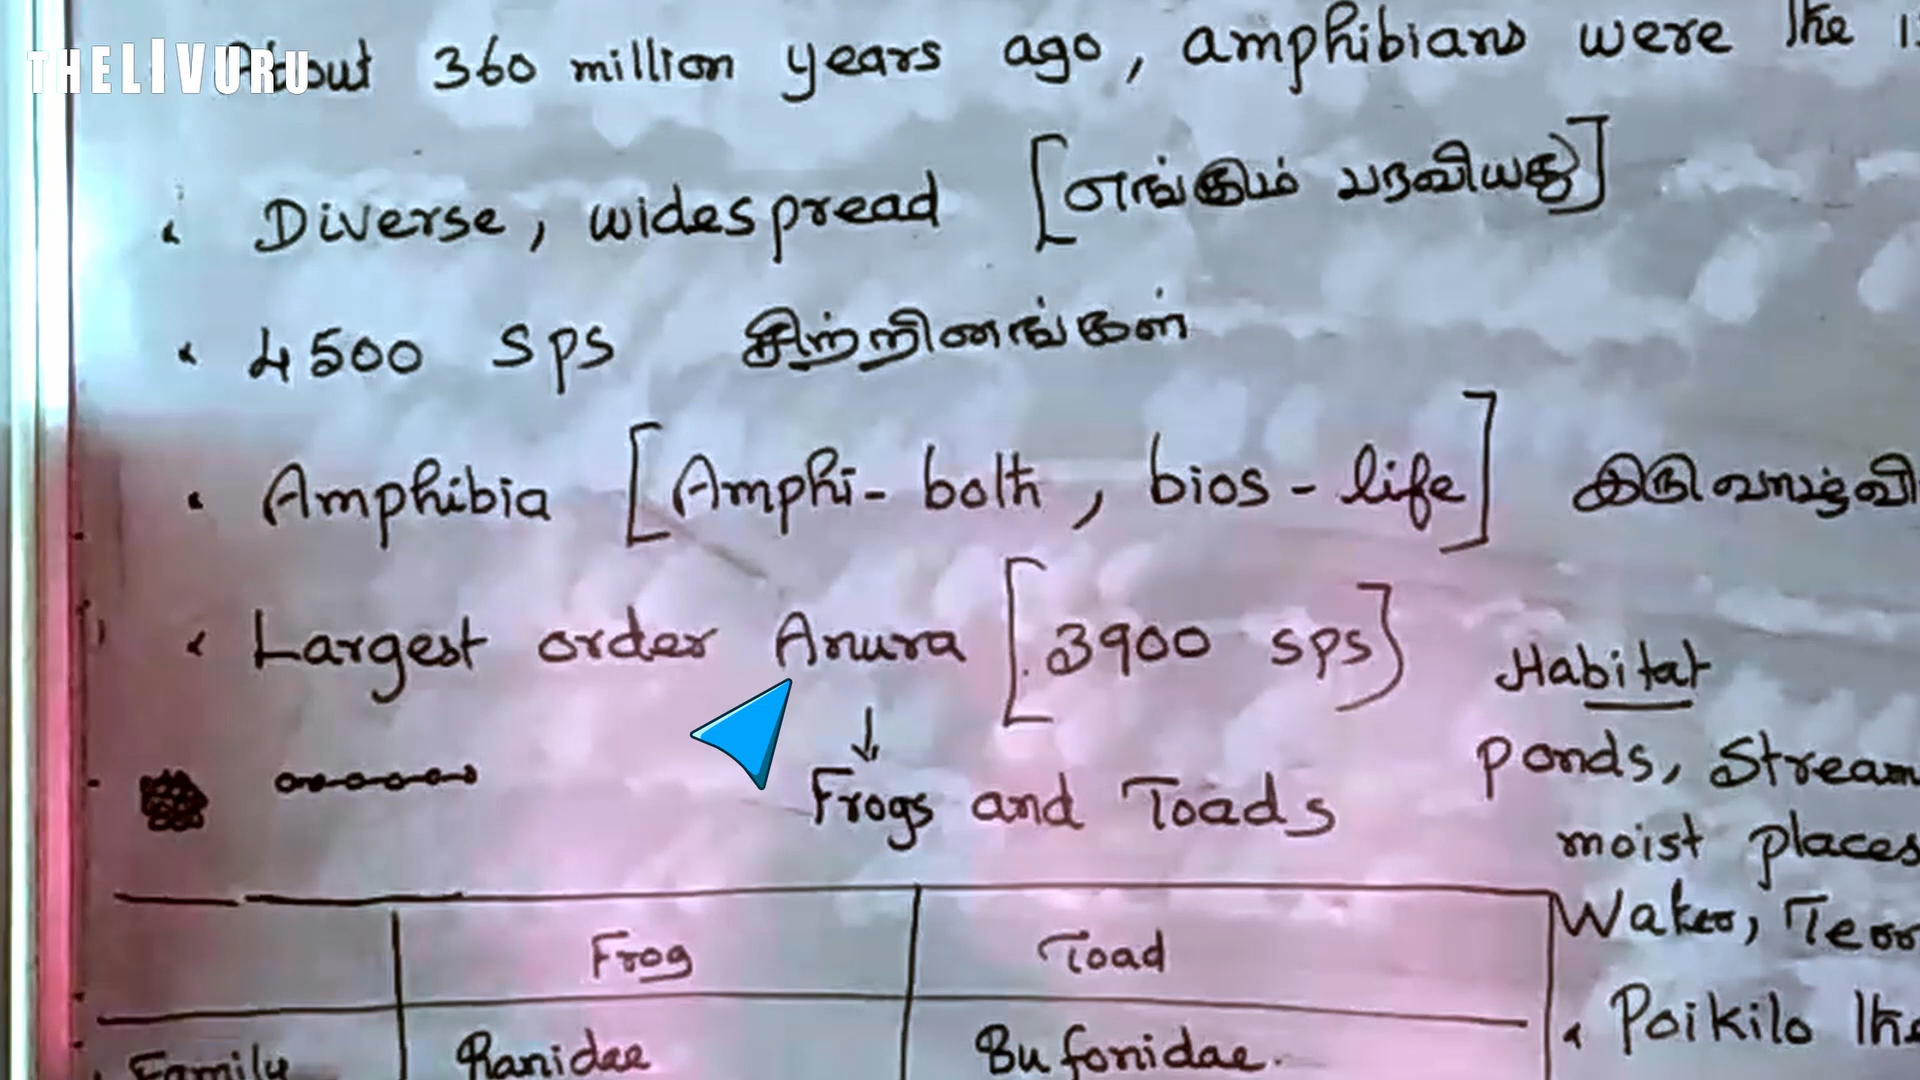 THELIVURU
About 360 million years ago, amphibians were the
Diverse, widespread [எங்கும் பரவியது]
4500 sps சிற்றினங்கள்
Amphibia [Amphi- both, bios - life] இருவாழ்வி
Largest order Anura [3900 sps]
↓
Frogs and Toads
Habitat
ponds, Stream
moist places
Water,
Poikilo the
Frog Toad
Family Ranidae Bufonidae.